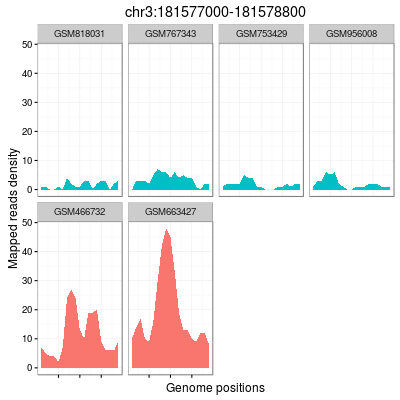 chr3:181577000-181578800
GSM818031 GSM767343 GSM753429 GSM956008
50
40
30
20
10
0
GSM466732 GSM663427
50
40
30
20
10
0
Mapped reads density
Genome positions